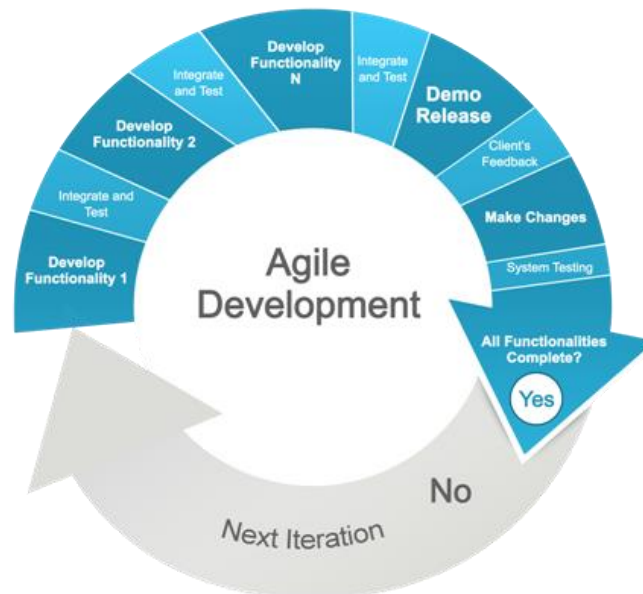 Develop
Functionality 1
Integrate and
Test
Develop
Functionality 2
Integrate
and Test
Develop
Functionality
N
Integrate
and Test
Demo
Release
Client's
Feedback
Make Changes
System Testing
All Functionalities
Complete?
Yes
No
Next Iteration
Agile
Development